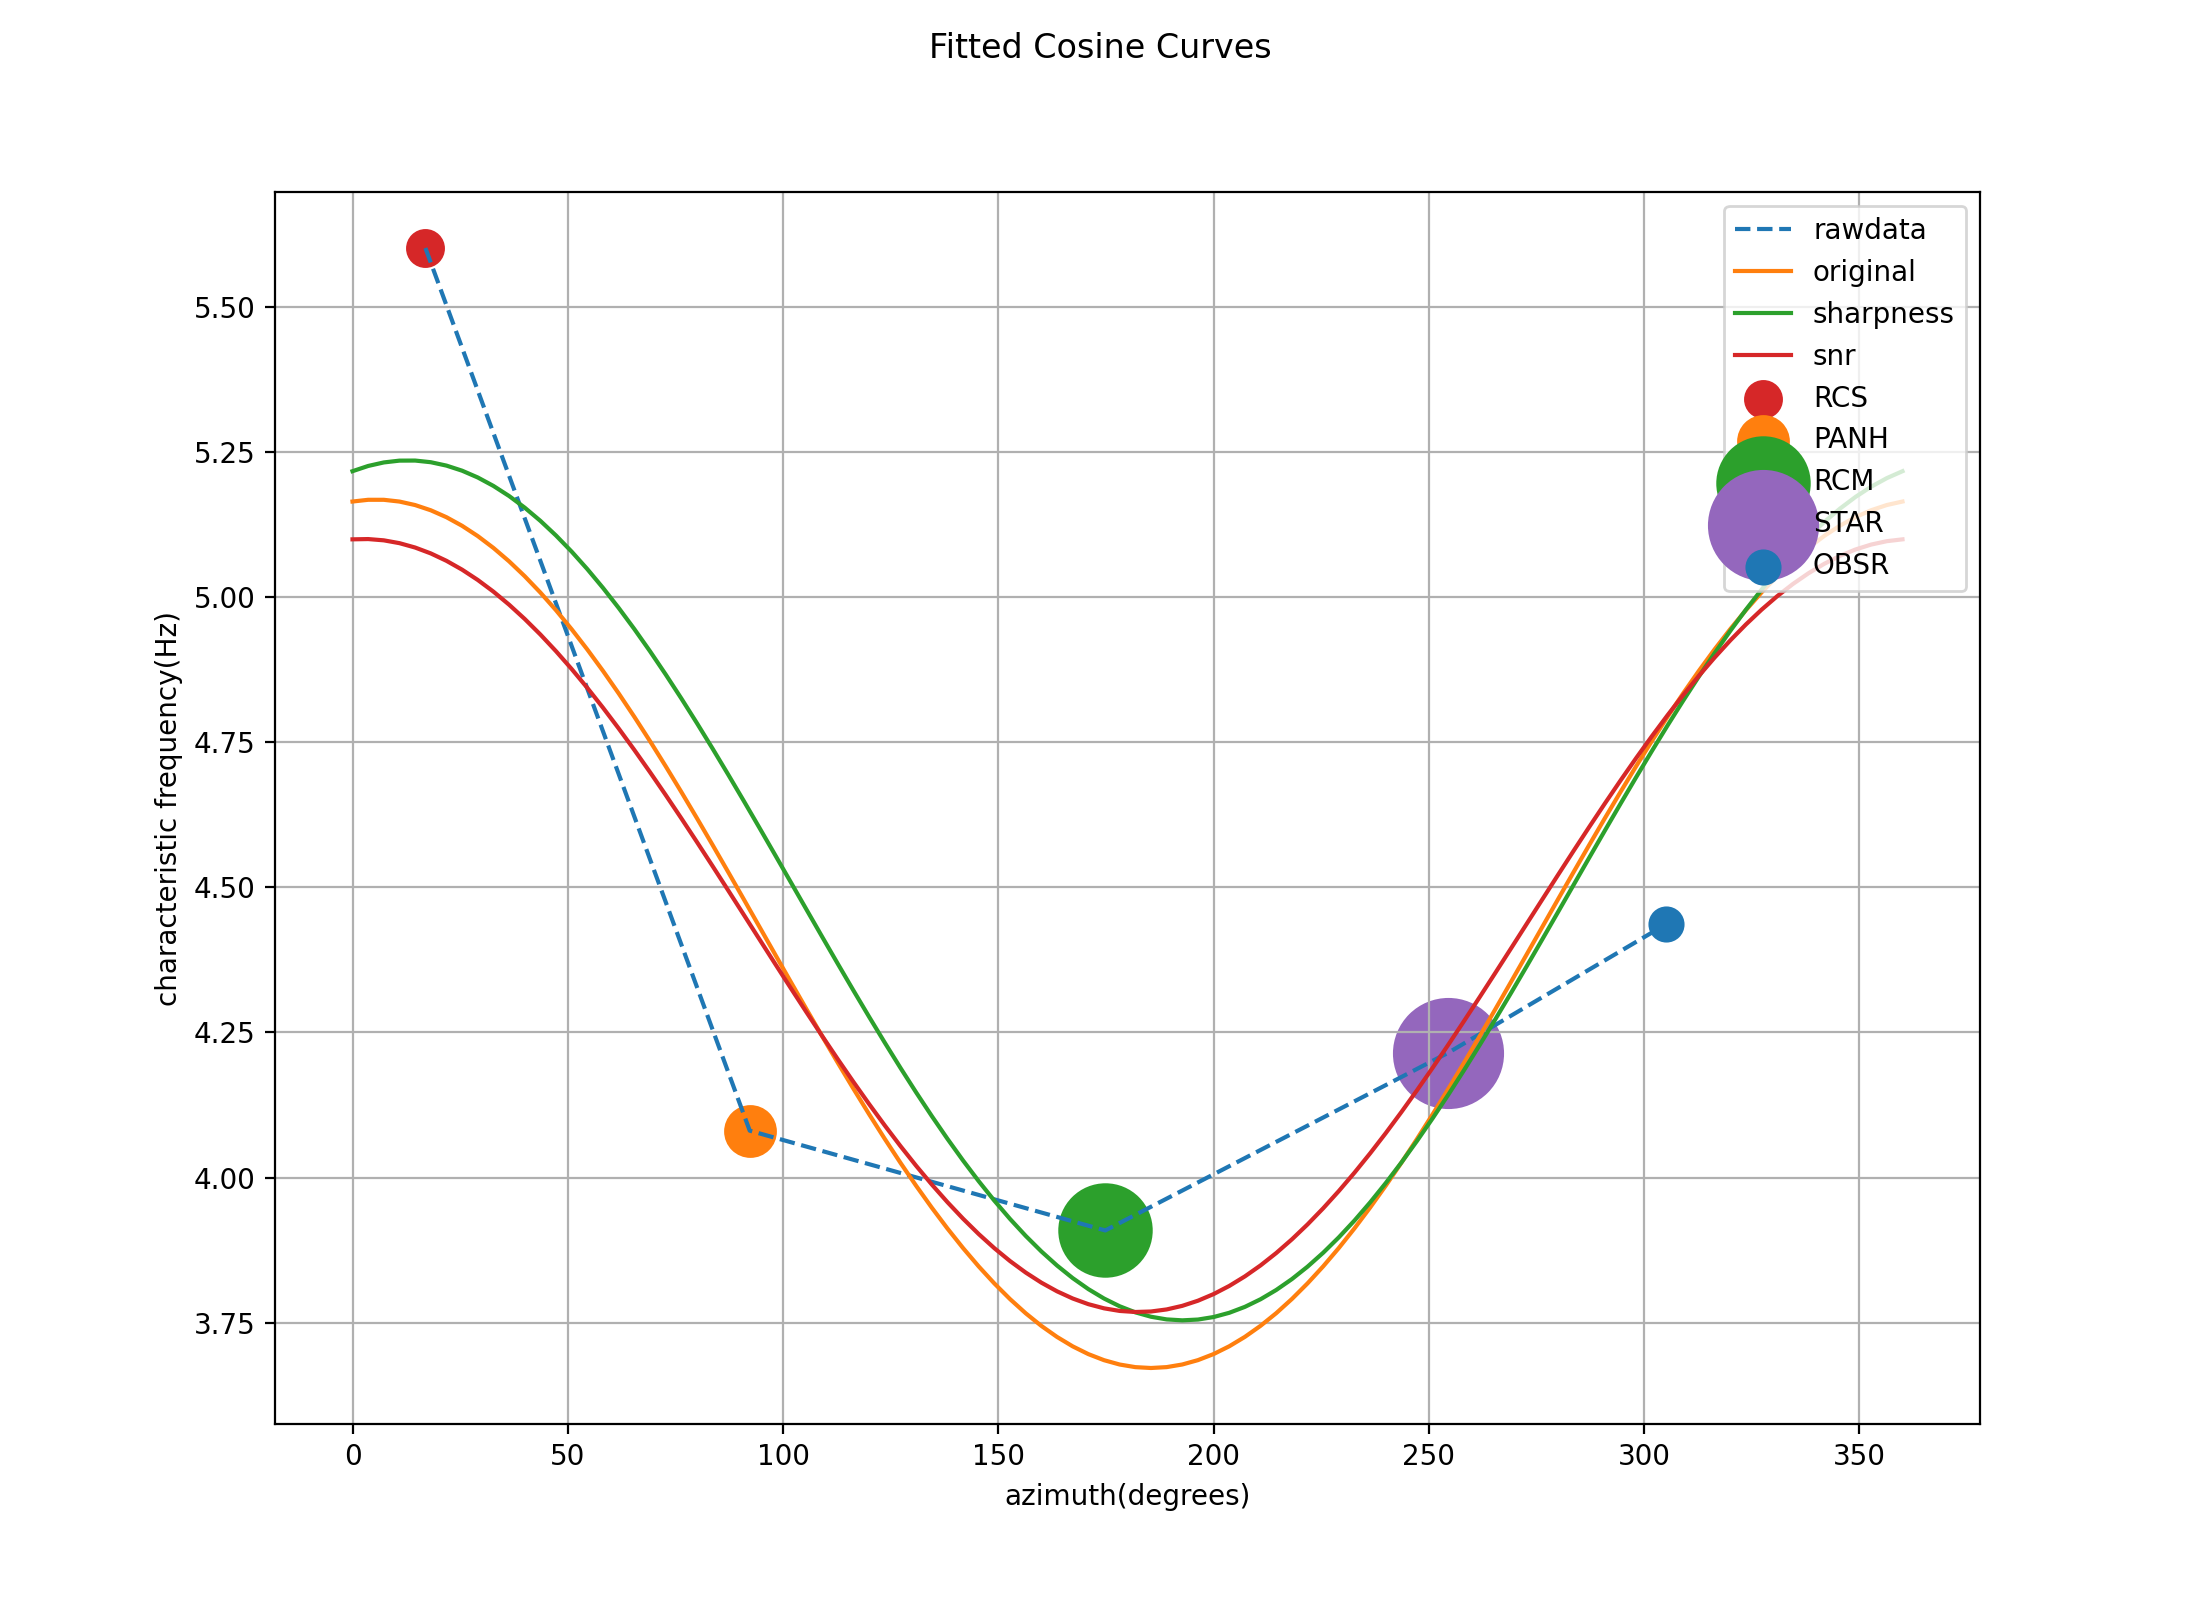 Fitted Cosine Curves
rawdata
original
sharpness
snr
RCS
PANH
RCM
STAR
OBSR
characteristic frequency(Hz)
5.50
5.25
5.00
4.75
4.50
4.25
4.00
3.75
0 50 100 150 200 250 300 350
azimuth(degrees)